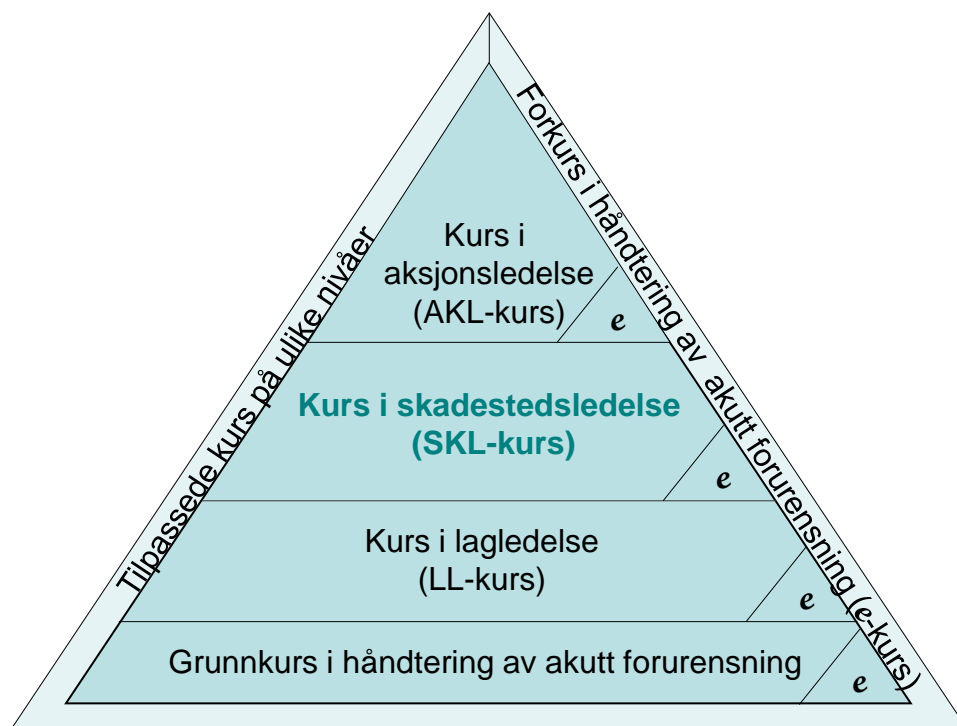 Tilpassede kurs på ulike nivåer
Forkurs i håndtering av akutt forurensning (e-kurs)
Kurs i
aksjonsledelse
(AKL-kurs)
e
Kurs i skadestedsledelse
(SKL-kurs)
e
Kurs i lagledelse
(LL-kurs)
e
Grunnkurs i håndtering av akutt forurensning
e